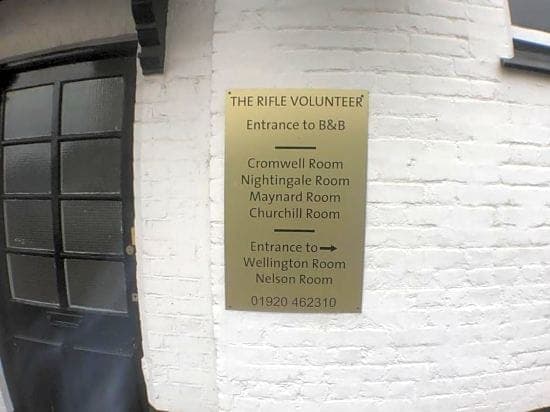 THE RIFLE VOLUNTEER
Entrance to B&B
Cromwell Room
Nightingale Room
Maynard Room
Churchill Room
Entrance to →
Wellington Room
Nelson Room
01920 462310